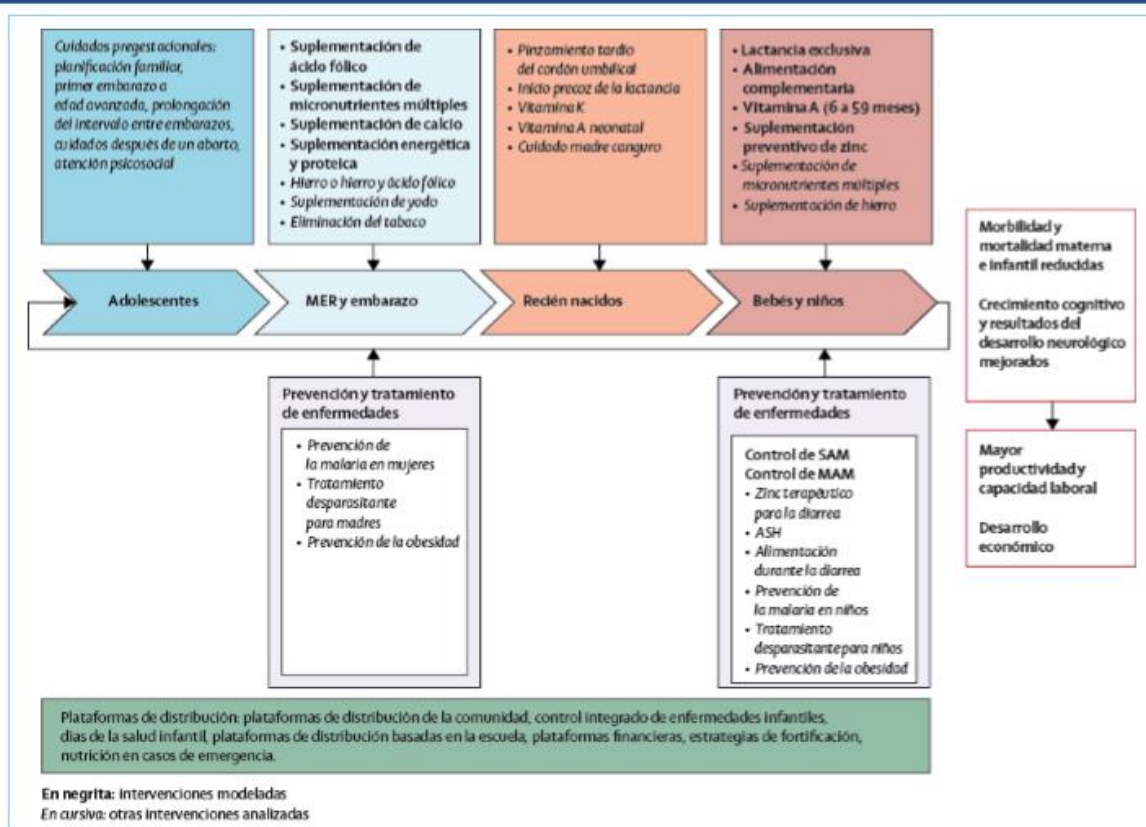 Cuidados pregestacionales:
planificación familiar,
primer embarazo a
edad avanzada, prolongación
del intervalo entre embarazos,
cuidados después de un aborto,
atención psicosocial
• Suplementación de
ácido fólico
• Suplementación de
micronutrientes múltiples
• Suplementación de calcio
• Suplementación energética
y proteica
• Hierro o hierro y ácido fólico
• Suplementación de yodo
• Eliminación del tabaco
• Pinzamiento tardío
del cordón umbilical
• Inicio precoz de la lactancia
• Vitamina K
• Vitamina A neonatal
• Cuidado madre canguro
• Lactancia exclusiva
• Alimentación
complementaria
• Vitamina A (6 a 59 meses)
• Suplementación
preventivo de zinc
• Suplementación de
micronutrientes múltiples
• Suplementación de hierro
Adolescentes
MER y embarazo
Recién nacidos
Bebés y niños
Morbilidad y
mortalidad materna
e infantil reducidas
Crecimiento cognitivo
y resultados del
desarrollo neurológico
mejorados
Prevención y tratamiento
de enfermedades
• Prevención de
la malaria en mujeres
• Tratamiento
desparasitante
para madres
• Prevención de la obesidad
Prevención y tratamiento
de enfermedades
Control de SAM
Control de MAM
• Zinc terapéutico
para la diarrea
• ASH
• Alimentación
durante la diarrea
• Prevención de
la malaria en niños
• Tratamiento
desparasitante para niños
• Prevención de la obesidad
Mayor
productividad y
capacidad laboral
Desarrollo
económico
Plataformas de distribución: plataformas de distribución de la comunidad, control integrado de enfermedades infantiles,
días de la salud infantil, plataformas de distribución basadas en la escuela, plataformas financieras, estrategias de fortificación,
nutrición en casos de emergencia.
En negrita: intervenciones modeladas
En cursiva: otras intervenciones analizadas